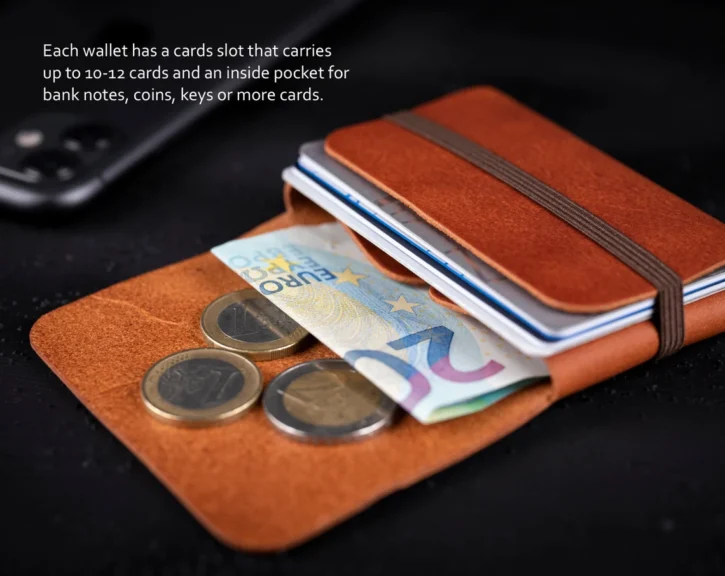 Each wallet has a cards slot that carries
up to 10-12 cards and an inside pocket for
bank notes, coins, keys or more cards.
EURO
20